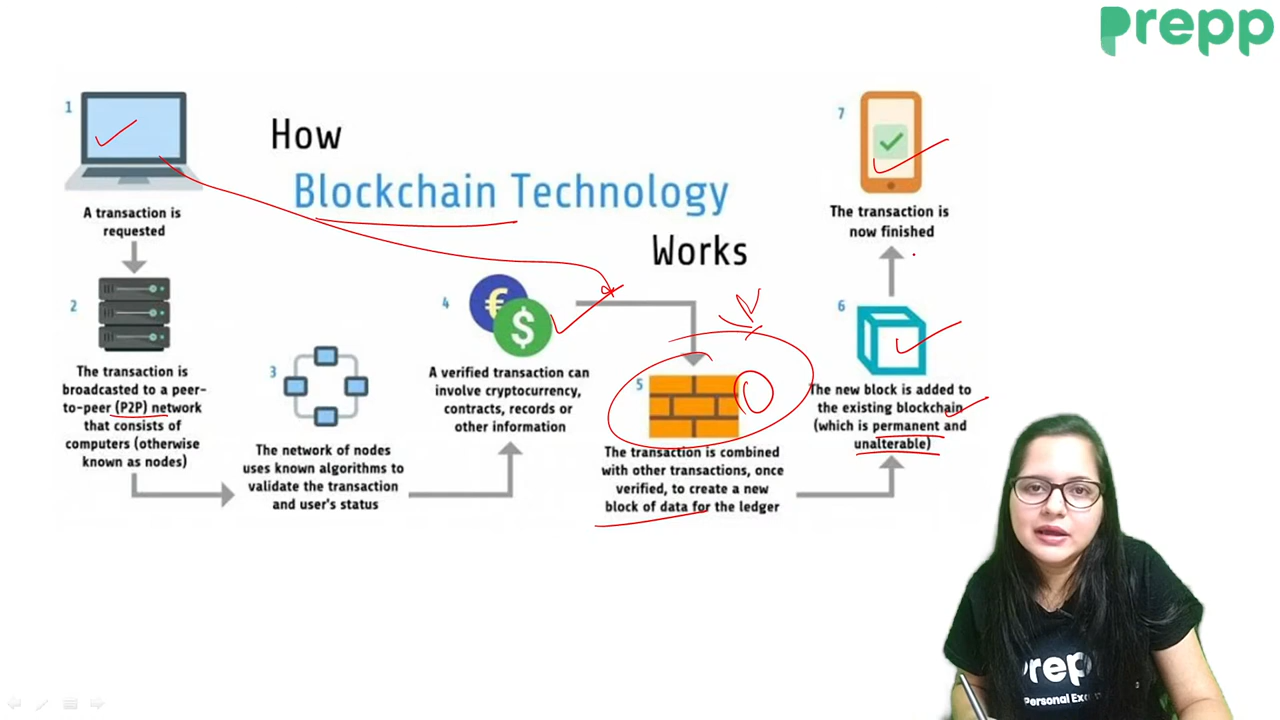 Prepp
How
Blockchain Technology
Works
1
A transaction is
requested
2
The transaction is
broadcasted to a peer-
to-peer (P2P) network
that consists of
computers (otherwise
known as nodes)
3
The network of nodes
uses known algorithms to
validate the transaction
and user's status
4
€
$
A verified transaction can
involve cryptocurrency,
contracts, records or
other information
5
The transaction is combined
with other transactions, once
verified, to create a new
block of data for the ledger
6
The new block is added to
the existing blockchain
(which is permanent and
unalterable)
7
The transaction is
now finished